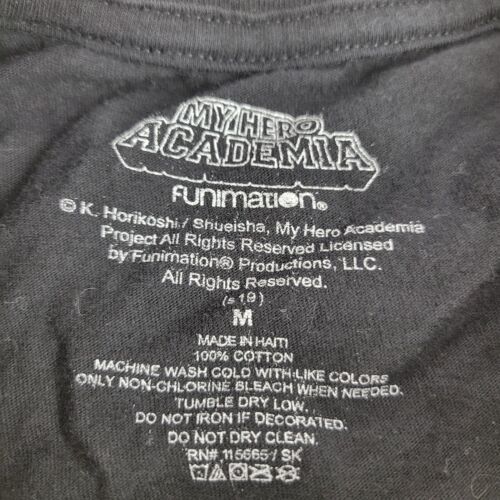 MY HERO
ACADEMIA
FUNIMATION®
© K. Horikoshi / Shueisha, My Hero Academia
Project All Rights Reserved Licensed
by Funimation® Productions, LLC.
All Rights Reserved.
(s19)
M
MADE IN HAITI
100% COTTON
MACHINE WASH COLD WITH LIKE COLORS
ONLY NON-CHLORINE BLEACH WHEN NEEDED.
TUMBLE DRY LOW.
DO NOT IRON IF DECORATED.
DO NOT DRY CLEAN.
RN# 115665 / SK